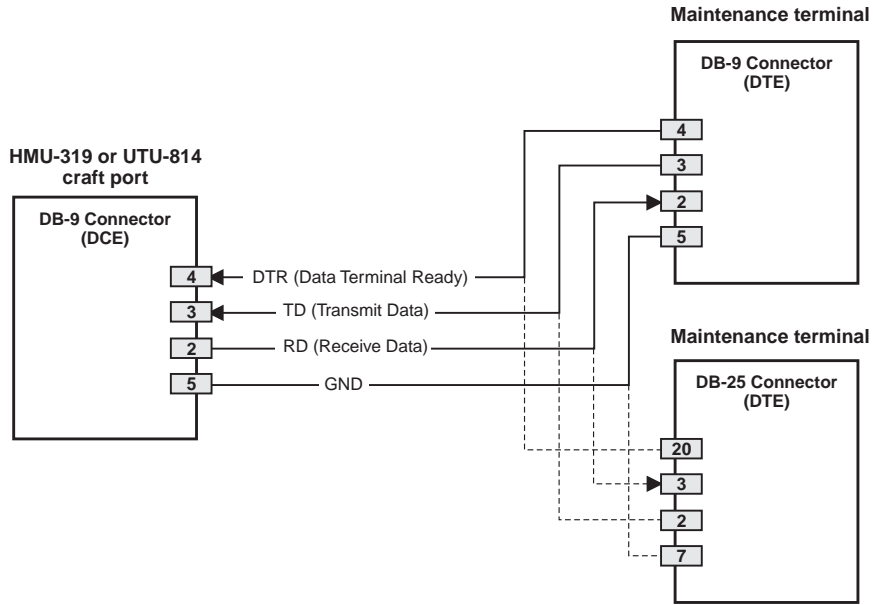 Maintenance terminal
DB-9 Connector
(DTE)
4
3
2
5
HMU-319 or UTU-814
craft port
DB-9 Connector
(DCE)
4
DTR (Data Terminal Ready)
3
TD (Transmit Data)
2
RD (Receive Data)
5
GND
Maintenance terminal
DB-25 Connector
(DTE)
20
3
2
7